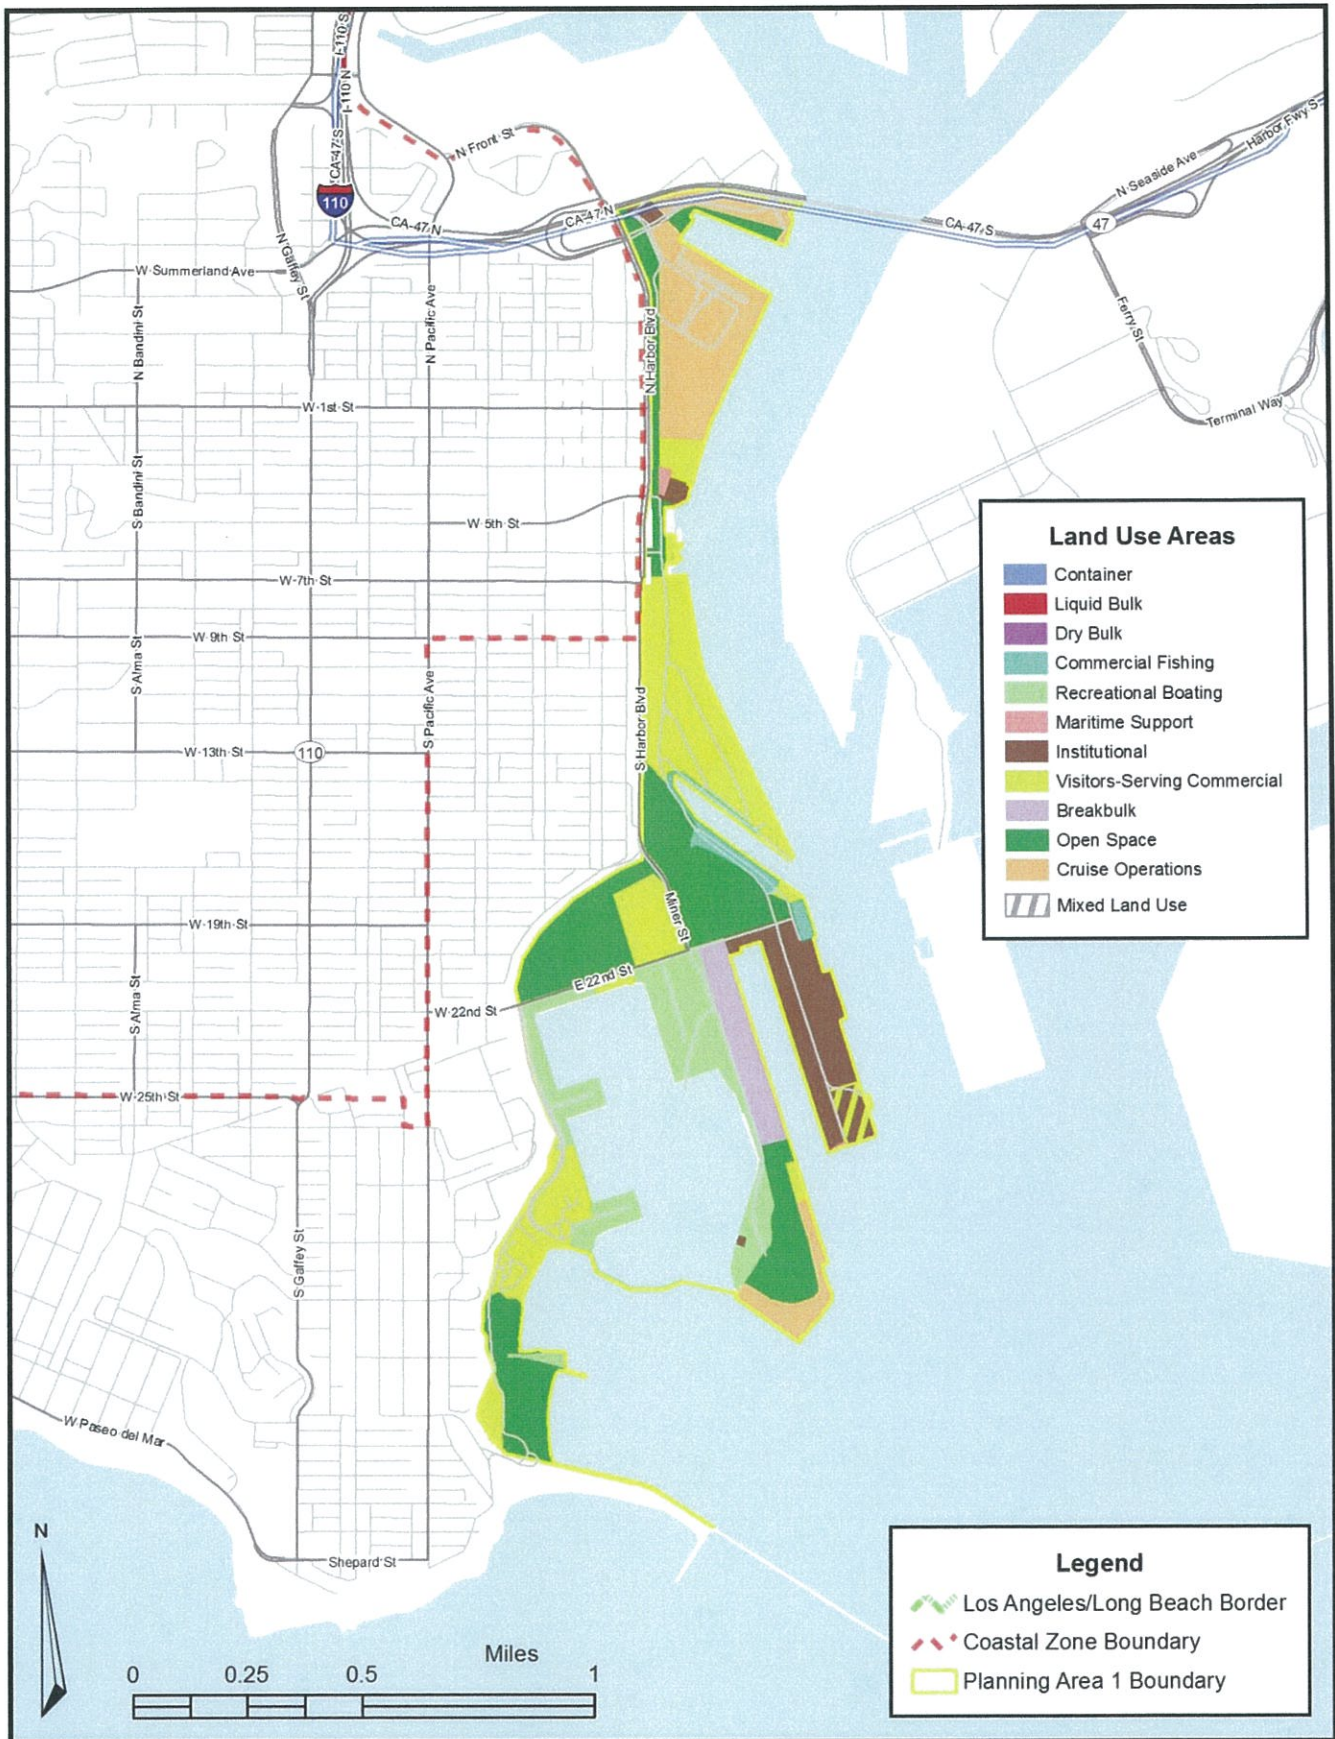 I-110 S
I-110 N
CA-47 S
N Front St
110
CA-47 N
CA-47 N
N Gaffey St
W Summerland Ave
N Bandini St
N Pacific Ave
N Harbor Blvd
CA-47 S
47
N Seaside Ave
Harbor Fwy S
Ferry St
Terminal Way
W 1st St
S Bandini St
W 5th St
W 7th St
W 9th St
S Alma St
S Pacific Ave
S Harbor Blvd
W 13th St
110
Miner St
W 19th St
E 22nd St
W 22nd St
S Alma St
W 25th St
S Gaffey St
W Paseo del Mar
Shepard St
Land Use Areas
Container
Liquid Bulk
Dry Bulk
Commercial Fishing
Recreational Boating
Maritime Support
Institutional
Visitors-Serving Commercial
Breakbulk
Open Space
Cruise Operations
Mixed Land Use
N
Miles
0 0.25 0.5 1
Legend
Los Angeles/Long Beach Border
Coastal Zone Boundary
Planning Area 1 Boundary